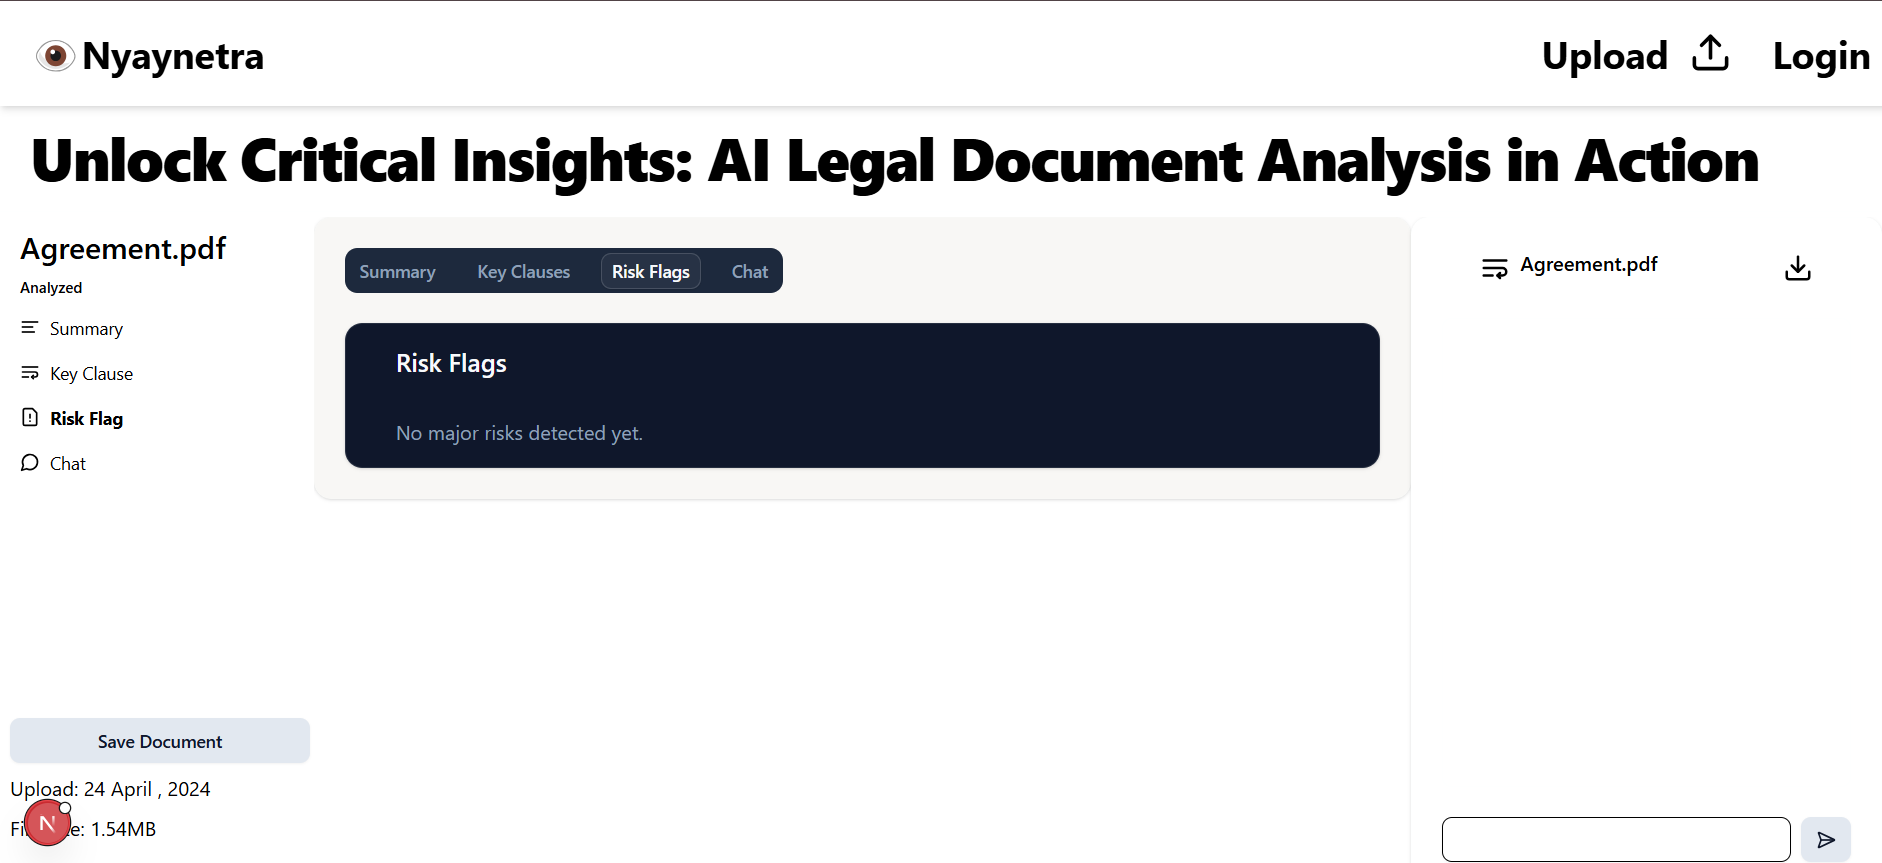 Nyaynetra
Upload
Login
Unlock Critical Insights: AI Legal Document Analysis in Action
Agreement.pdf
Analyzed
Summary
Key Clause
Risk Flag
Chat
Save Document
Upload: 24 April , 2024
1.54MB
N
Summary
Key Clauses
Risk Flags
Chat
Risk Flags
No major risks detected yet.
Agreement.pdf